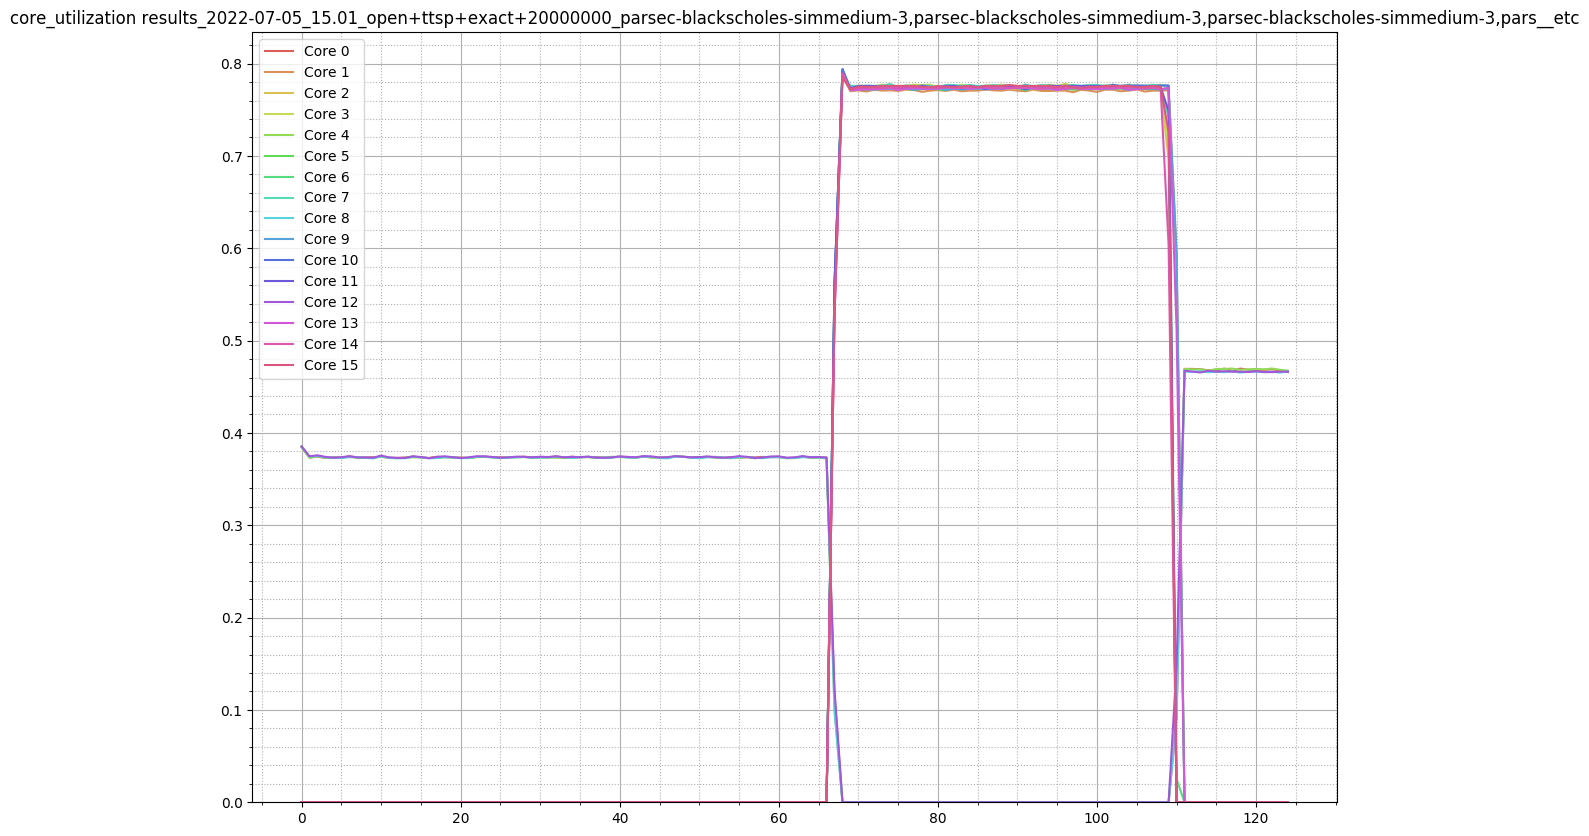 core_utilization results_2022-07-05_15.01_open+ttsp+exact+20000000_parsec-blackscholes-simmedium-3,parsec-blackscholes-simmedium-3,parsec-blackscholes-simmedium-3,pars__etc
Core 0
Core 1
Core 2
Core 3
Core 4
Core 5
Core 6
Core 7
Core 8
Core 9
Core 10
Core 11
Core 12
Core 13
Core 14
Core 15
0.8
0.7
0.6
0.5
0.4
0.3
0.2
0.1
0.0
0 20 40 60 80 100 120